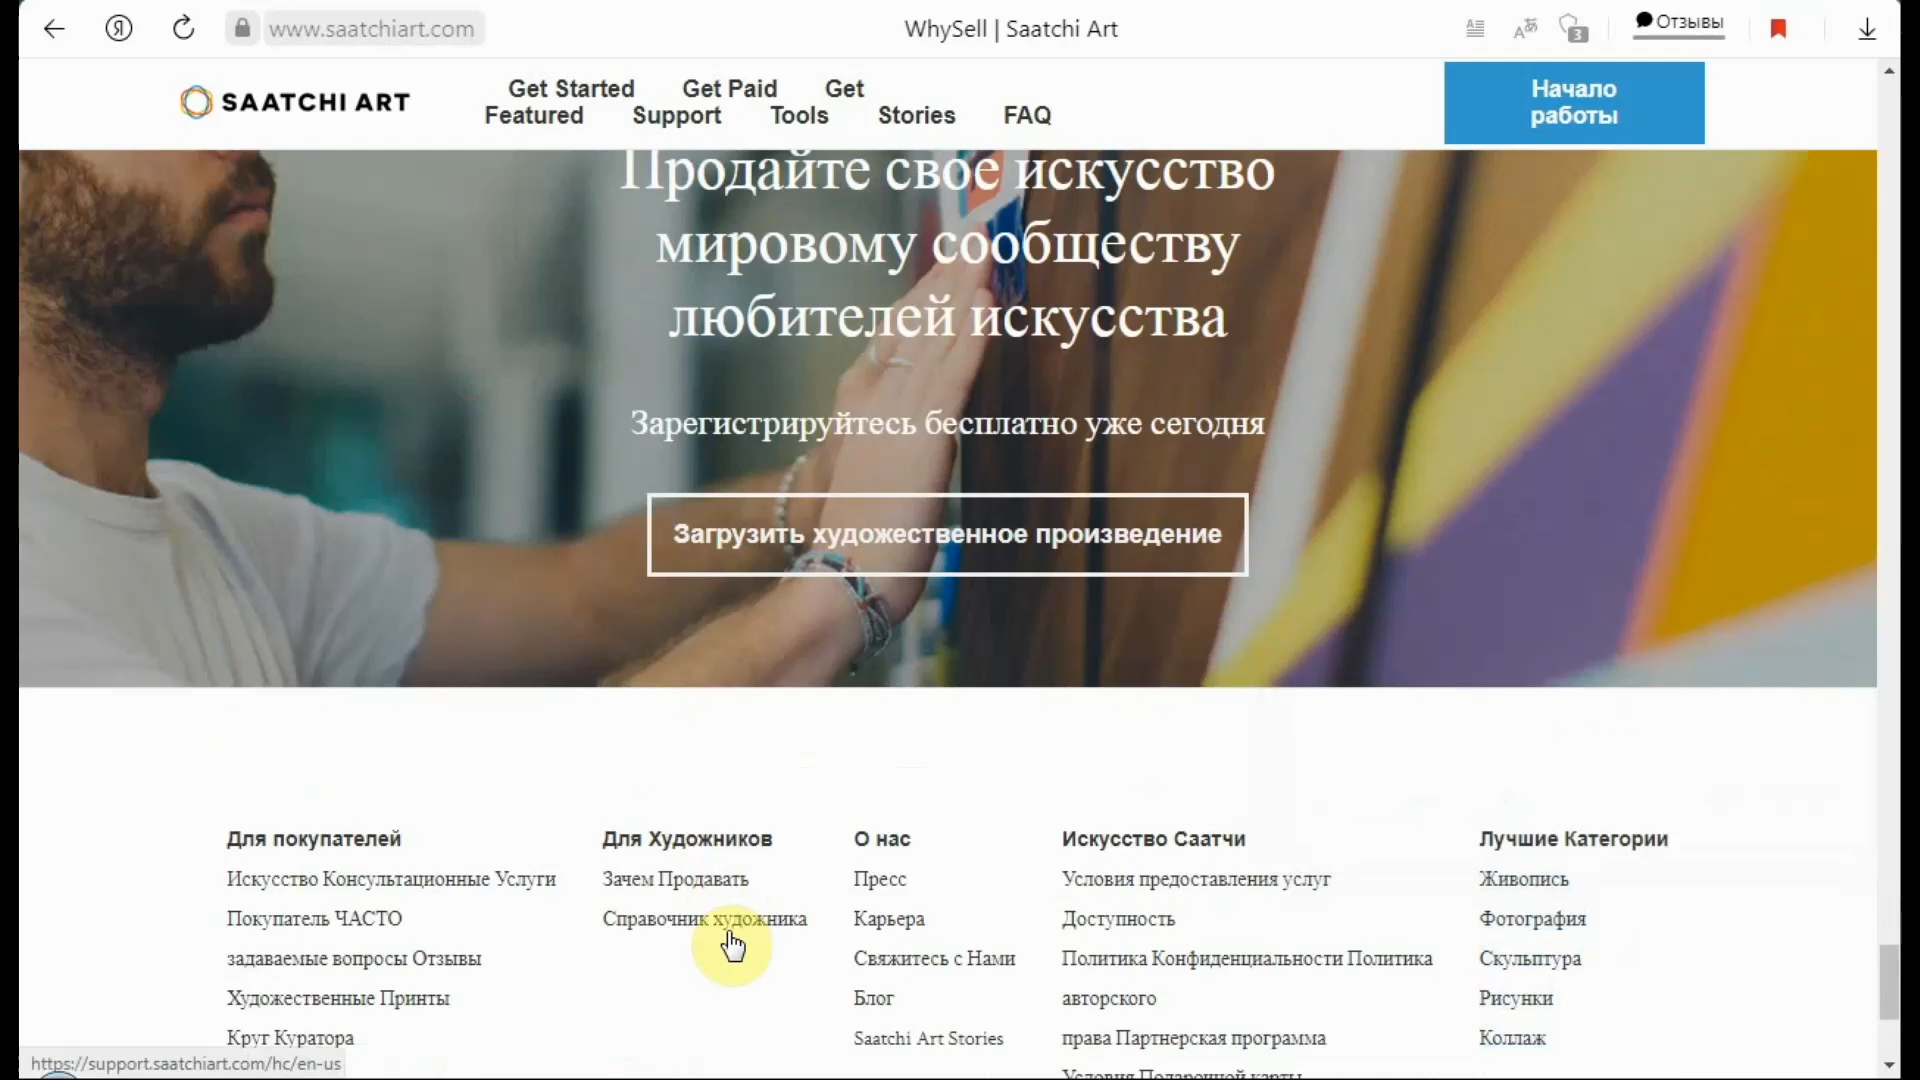 www.saatchiart.com
WhySell | Saatchi Art
3
Отзывы
SAATCHI ART
Get Started Get Paid Get
Featured Support Tools Stories FAQ
Начало
работы
Продайте свое искусство
мировому сообществу
любителей искусства
Зарегистрируйтесь бесплатно уже сегодня
Загрузить художественное произведение
Для покупателей
Искусство Консультационные Услуги
Покупатель ЧАСТО
задаваемые вопросы Отзывы
Художественные Принты
Круг Куратора
Для Художников
Зачем Продавать
Справочник художника
О нас
Пресс
Карьера
Свяжитесь с Нами
Блог
Saatchi Art Stories
Искусство Саатчи
Условия предоставления услуг
Доступность
Политика Конфиденциальности Политика
авторского
права Партнерская программа
Условия Подарочной карты
Лучшие Категории
Живопись
Фотография
Скульптура
Рисунки
Коллаж
https://support.saatchiart.com/hc/en-us